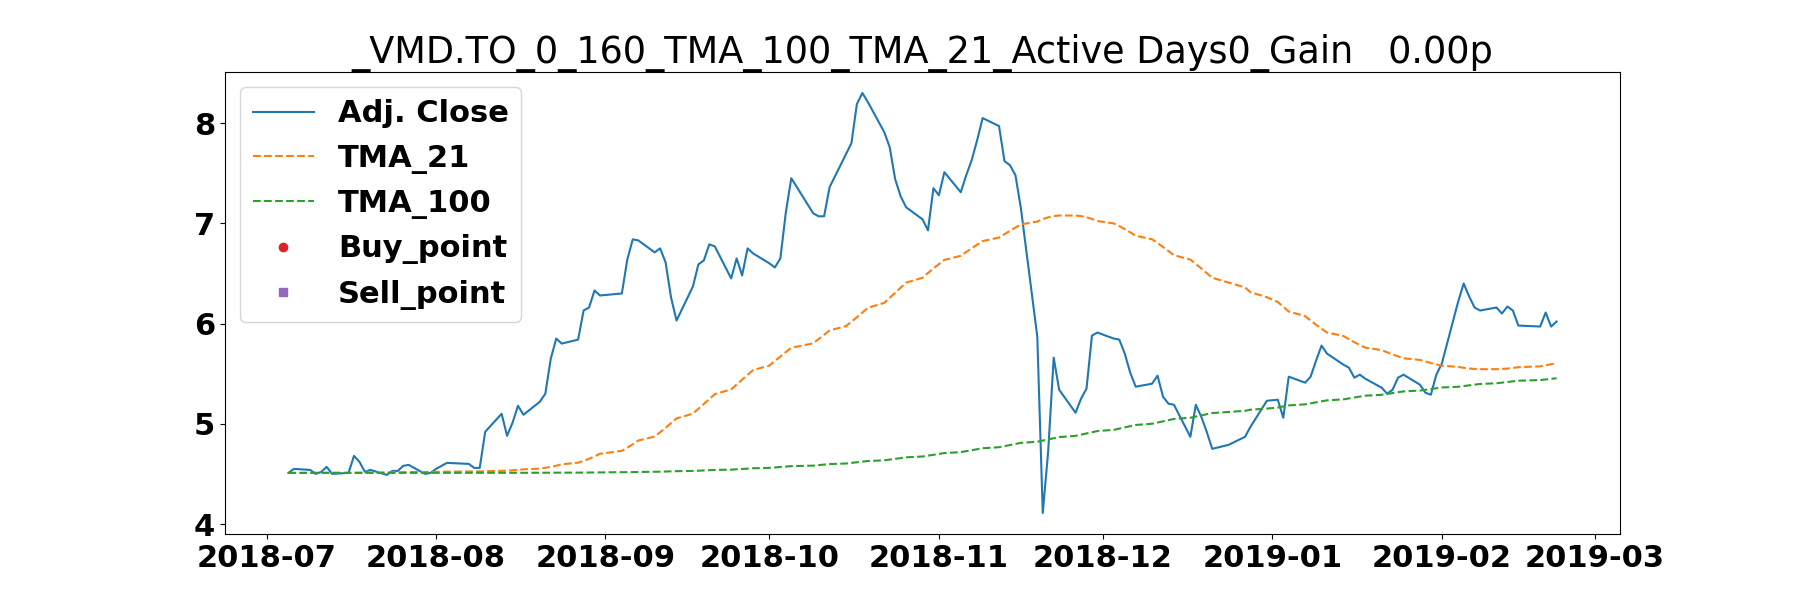 _VMD.TO_0_160_TMA_100_TMA_21_Active Days0_Gain   0.00p
Adj. Close
TMA_21
TMA_100
Buy_point
Sell_point
8
7
6
5
4
2018-07 2018-08 2018-09 2018-10 2018-11 2018-12 2019-01 2019-02 2019-03